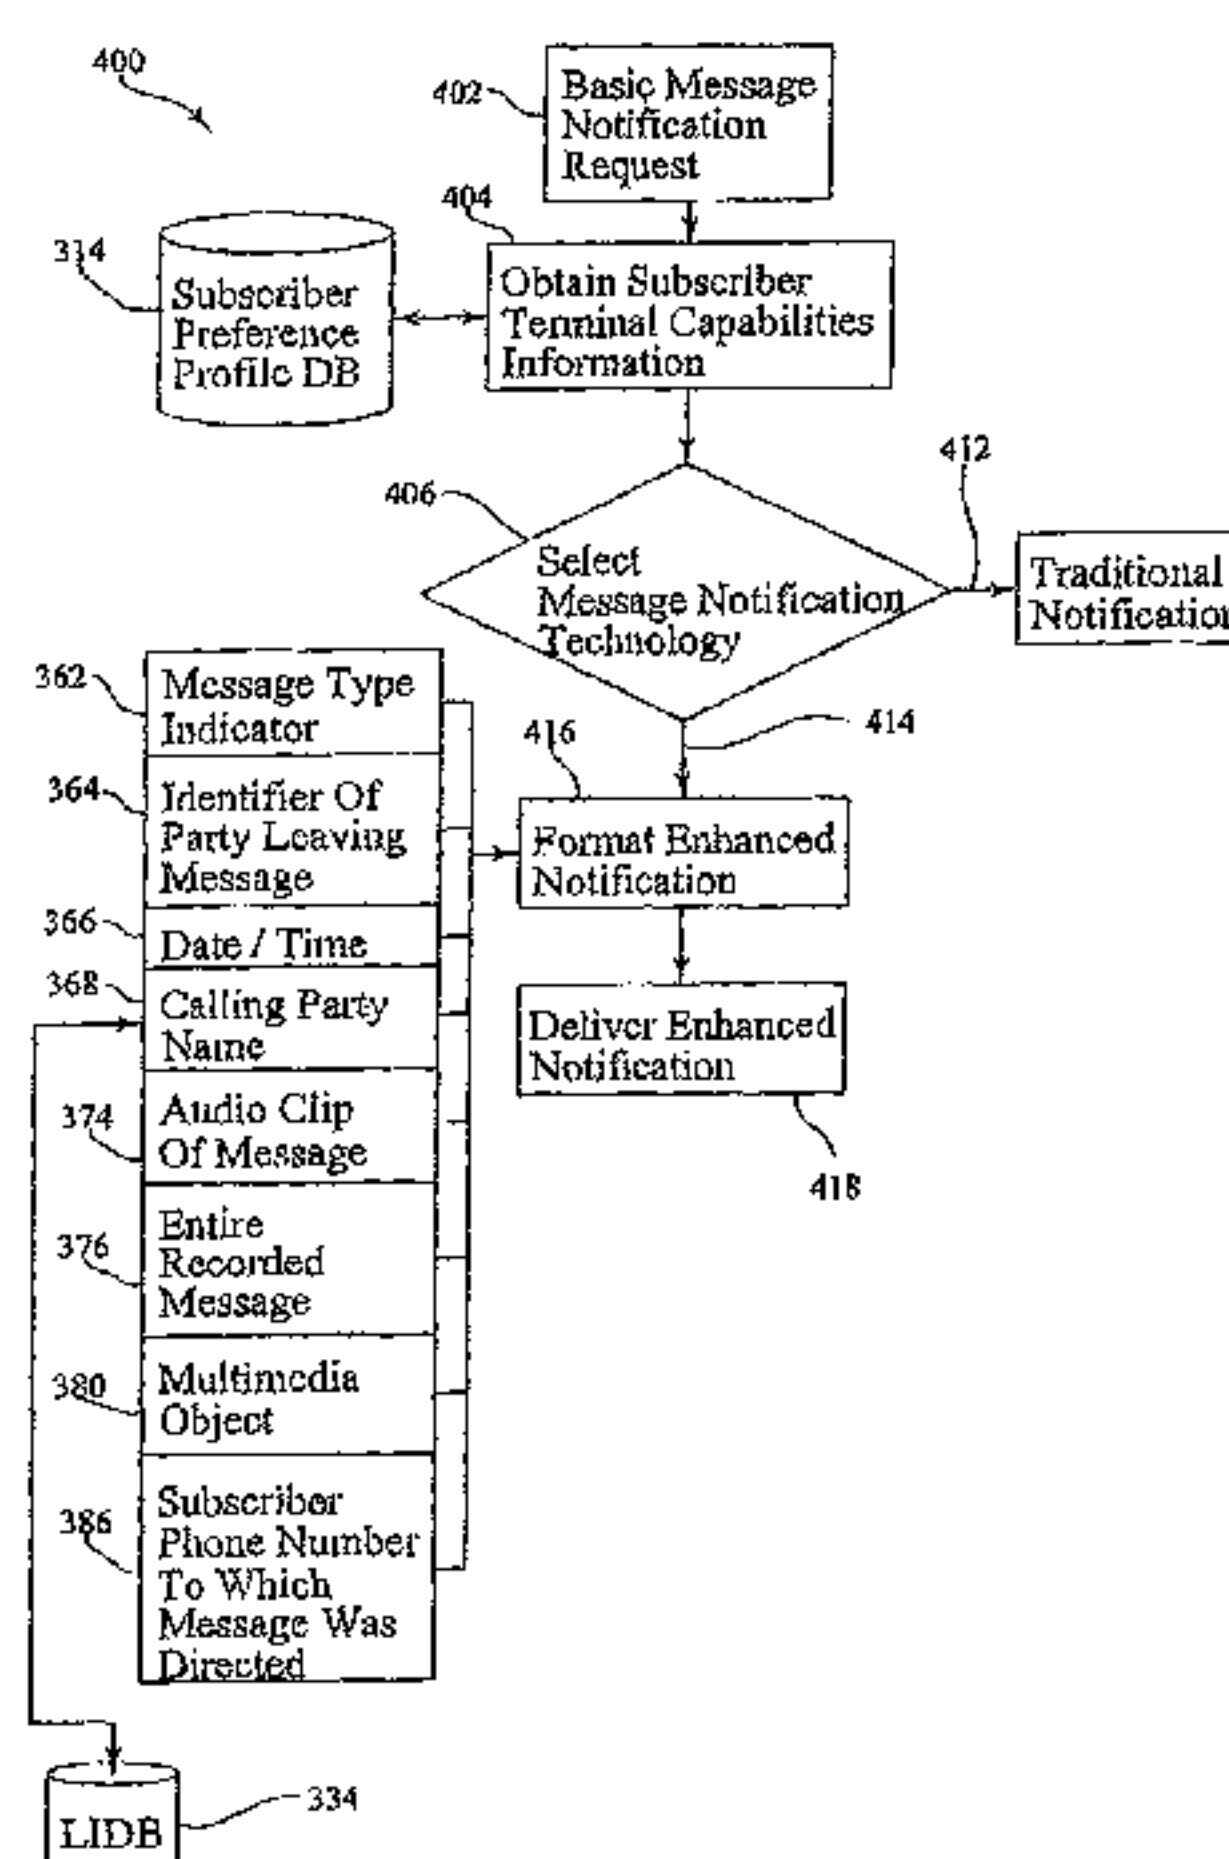 400
402
Basic Message
Notification
Request
404
314
Subscriber
Preference
Profile DB
Obtain Subscriber
Terminal Capabilities
Information
406
412
Select
Message Notification
Technology
Traditional
Notification
362
Message Type
Indicator
414
416
364
Identifier Of
Party Leaving
Message
Format Enhanced
Notification
366
Date / Time
368
Calling Party
Name
Deliver Enhanced
Notification
374
Audio Clip
Of Message
418
376
Entire
Recorded
Message
380
Multimedia
Object
386
Subscriber
Phone Number
To Which
Message Was
Directed
334
LIDB